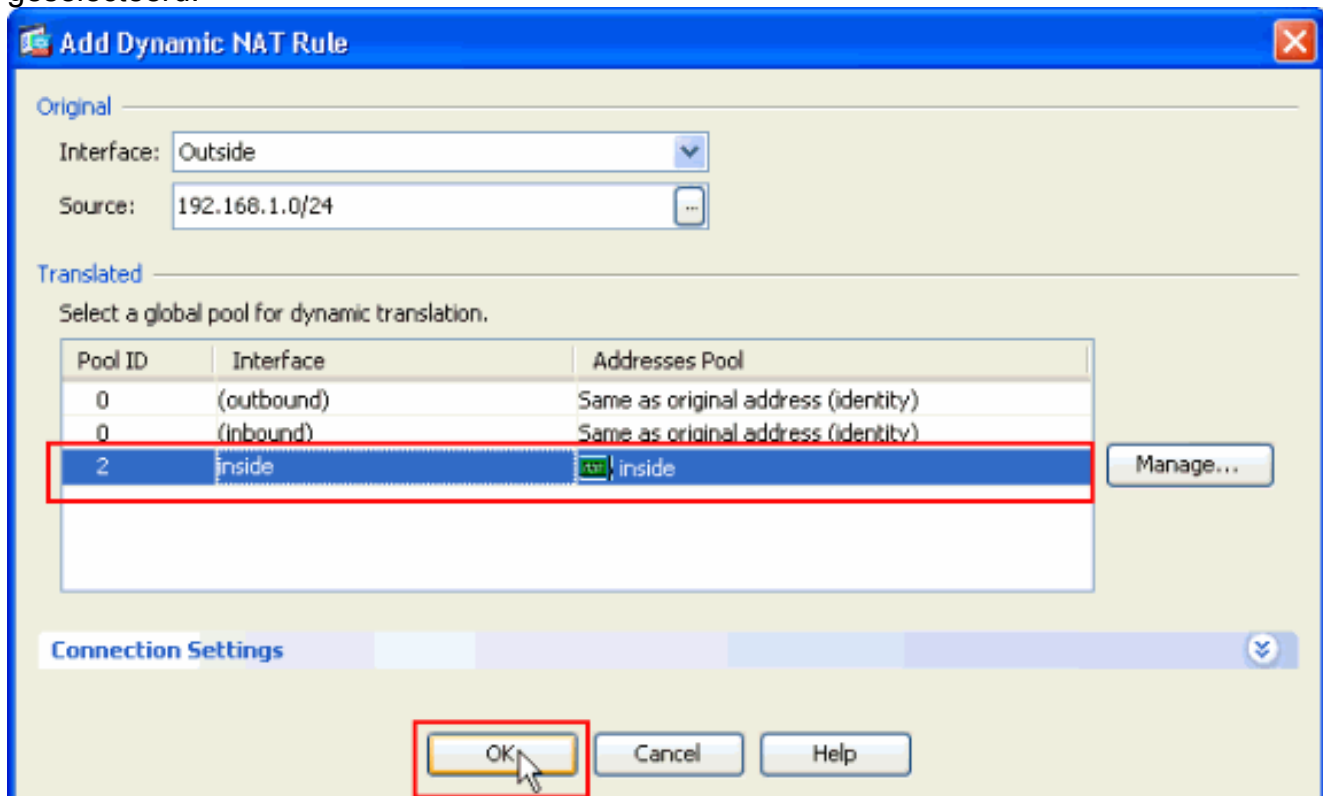 geselecteerd.
Add Dynamic NAT Rule
Original
Interface: Outside
Source: 192.168.1.0/24 ...
Translated
Select a global pool for dynamic translation.
Pool ID Interface Addresses Pool
0 (outbound) Same as original address (identity)
0 (inbound) Same as original address (identity)
2 inside inside
Manage...
Connection Settings
OK Cancel Help